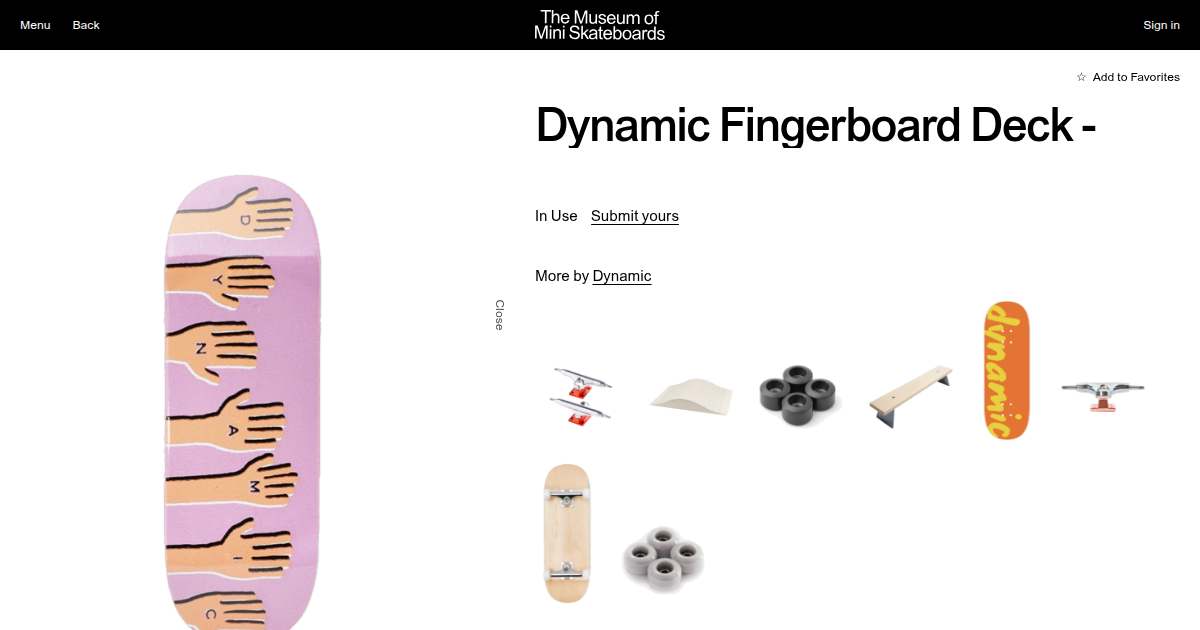 Menu
Back
The Museum of
Mini Skateboards
Sign in
☆ Add to Favorites
Dynamic Fingerboard Deck -
In Use
Submit yours
More by Dynamic
Close
D
Y
N
A
M
I
C
dynamic